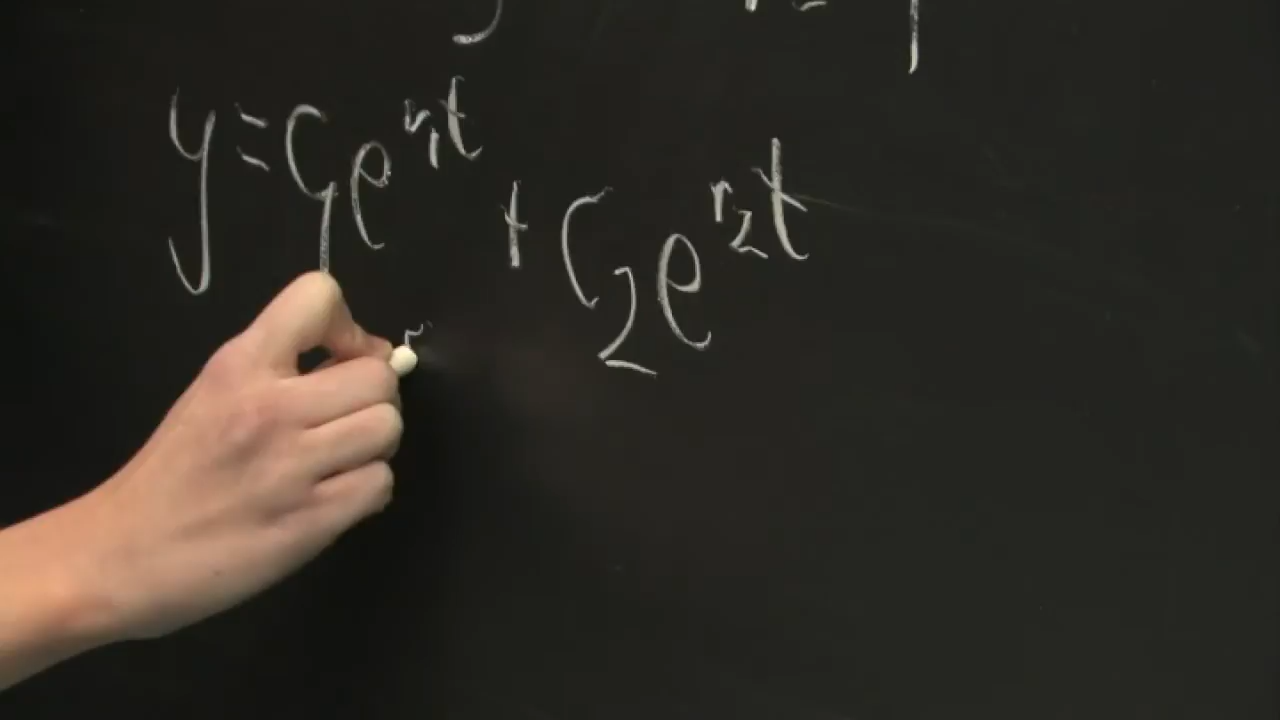 y = c₁e^{r₁t} + c₂e^{r₂t}
r